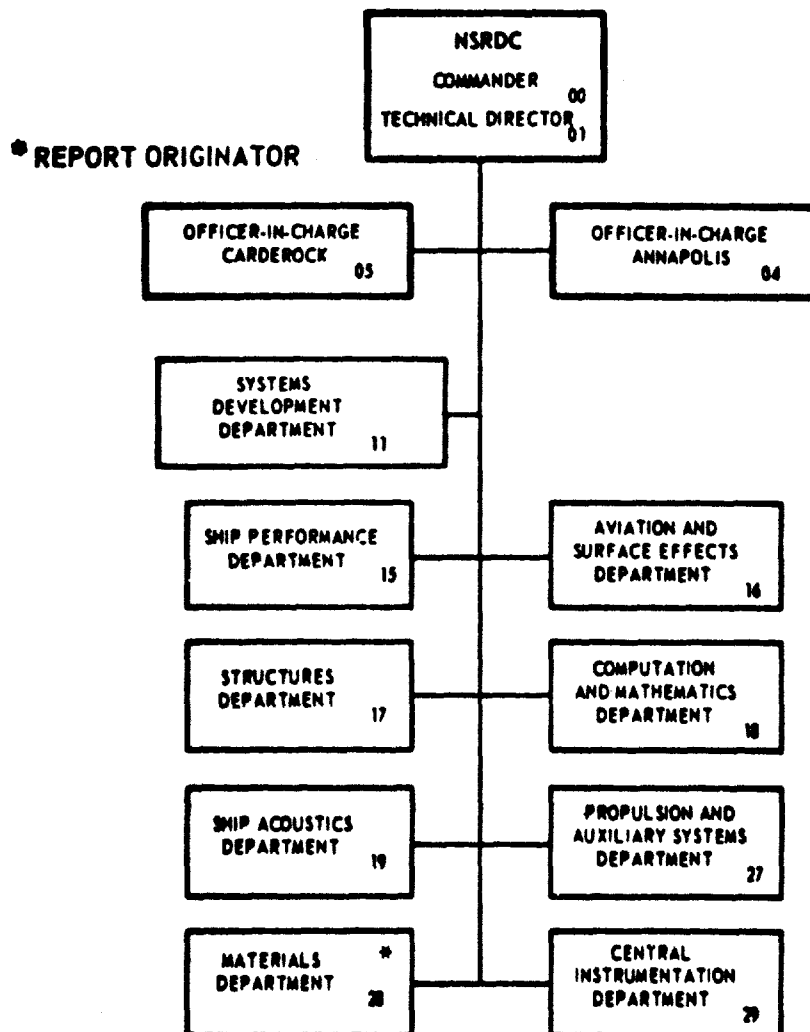 NSRDC
COMMANDER
00
TECHNICAL DIRECTOR
01
* REPORT ORIGINATOR
OFFICER-IN-CHARGE
CARDEROCK
05
OFFICER-IN-CHARGE
ANNAPOLIS
04
SYSTEMS
DEVELOPMENT
DEPARTMENT
11
SHIP PERFORMANCE
DEPARTMENT
15
AVIATION AND
SURFACE EFFECTS
DEPARTMENT
16
STRUCTURES
DEPARTMENT
17
COMPUTATION
AND MATHEMATICS
DEPARTMENT
18
SHIP ACOUSTICS
DEPARTMENT
19
PROPULSION AND
AUXILIARY SYSTEMS
DEPARTMENT
27
MATERIALS *
DEPARTMENT
28
CENTRAL
INSTRUMENTATION
DEPARTMENT
29